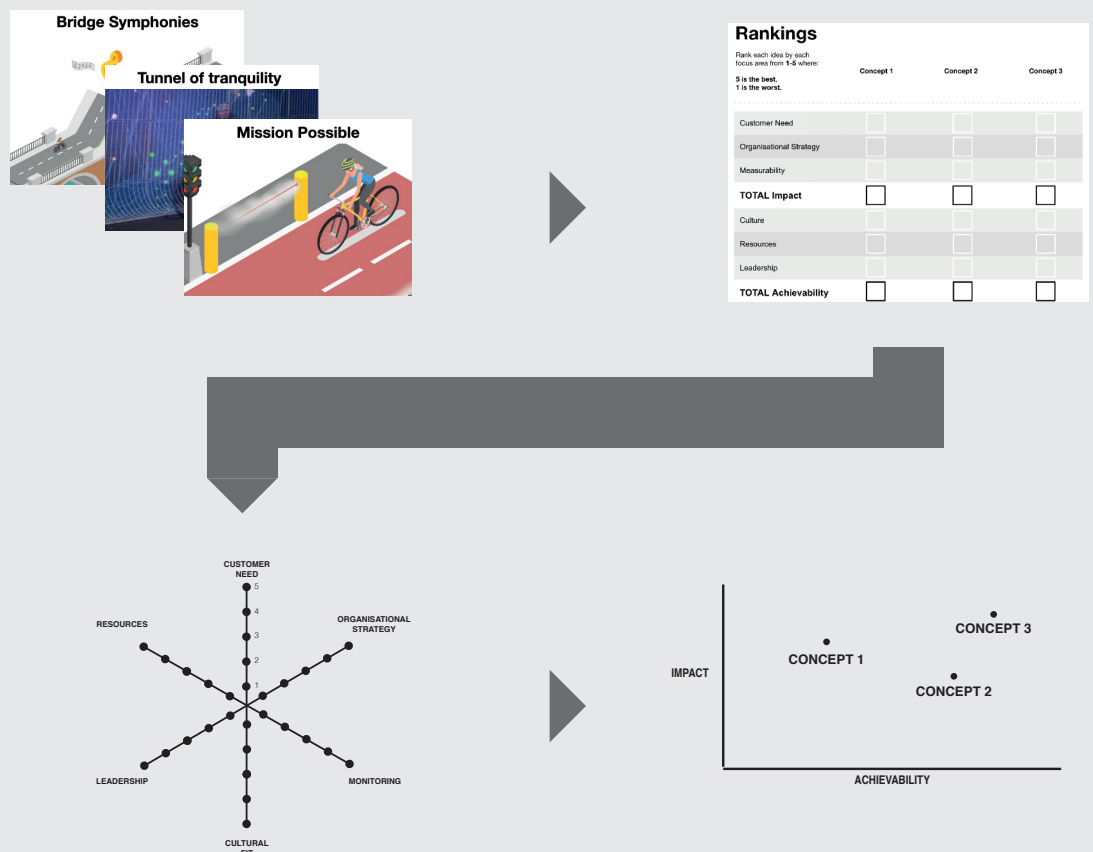 Bridge Symphonies
Tunnel of tranquility
Mission Possible
Rankings
Rank each idea by each
focus area from 1-5 where:
5 is the best.
1 is the worst.
Concept 1 Concept 2 Concept 3
Customer Need
Organisational Strategy
Measurability
TOTAL Impact
Culture
Resources
Leadership
TOTAL Achievability
CUSTOMER
NEED
5
4
3
2
1
RESOURCES
ORGANISATIONAL
STRATEGY
LEADERSHIP
MONITORING
CULTURAL
FIT
IMPACT
CONCEPT 3
CONCEPT 1
CONCEPT 2
ACHIEVABILITY